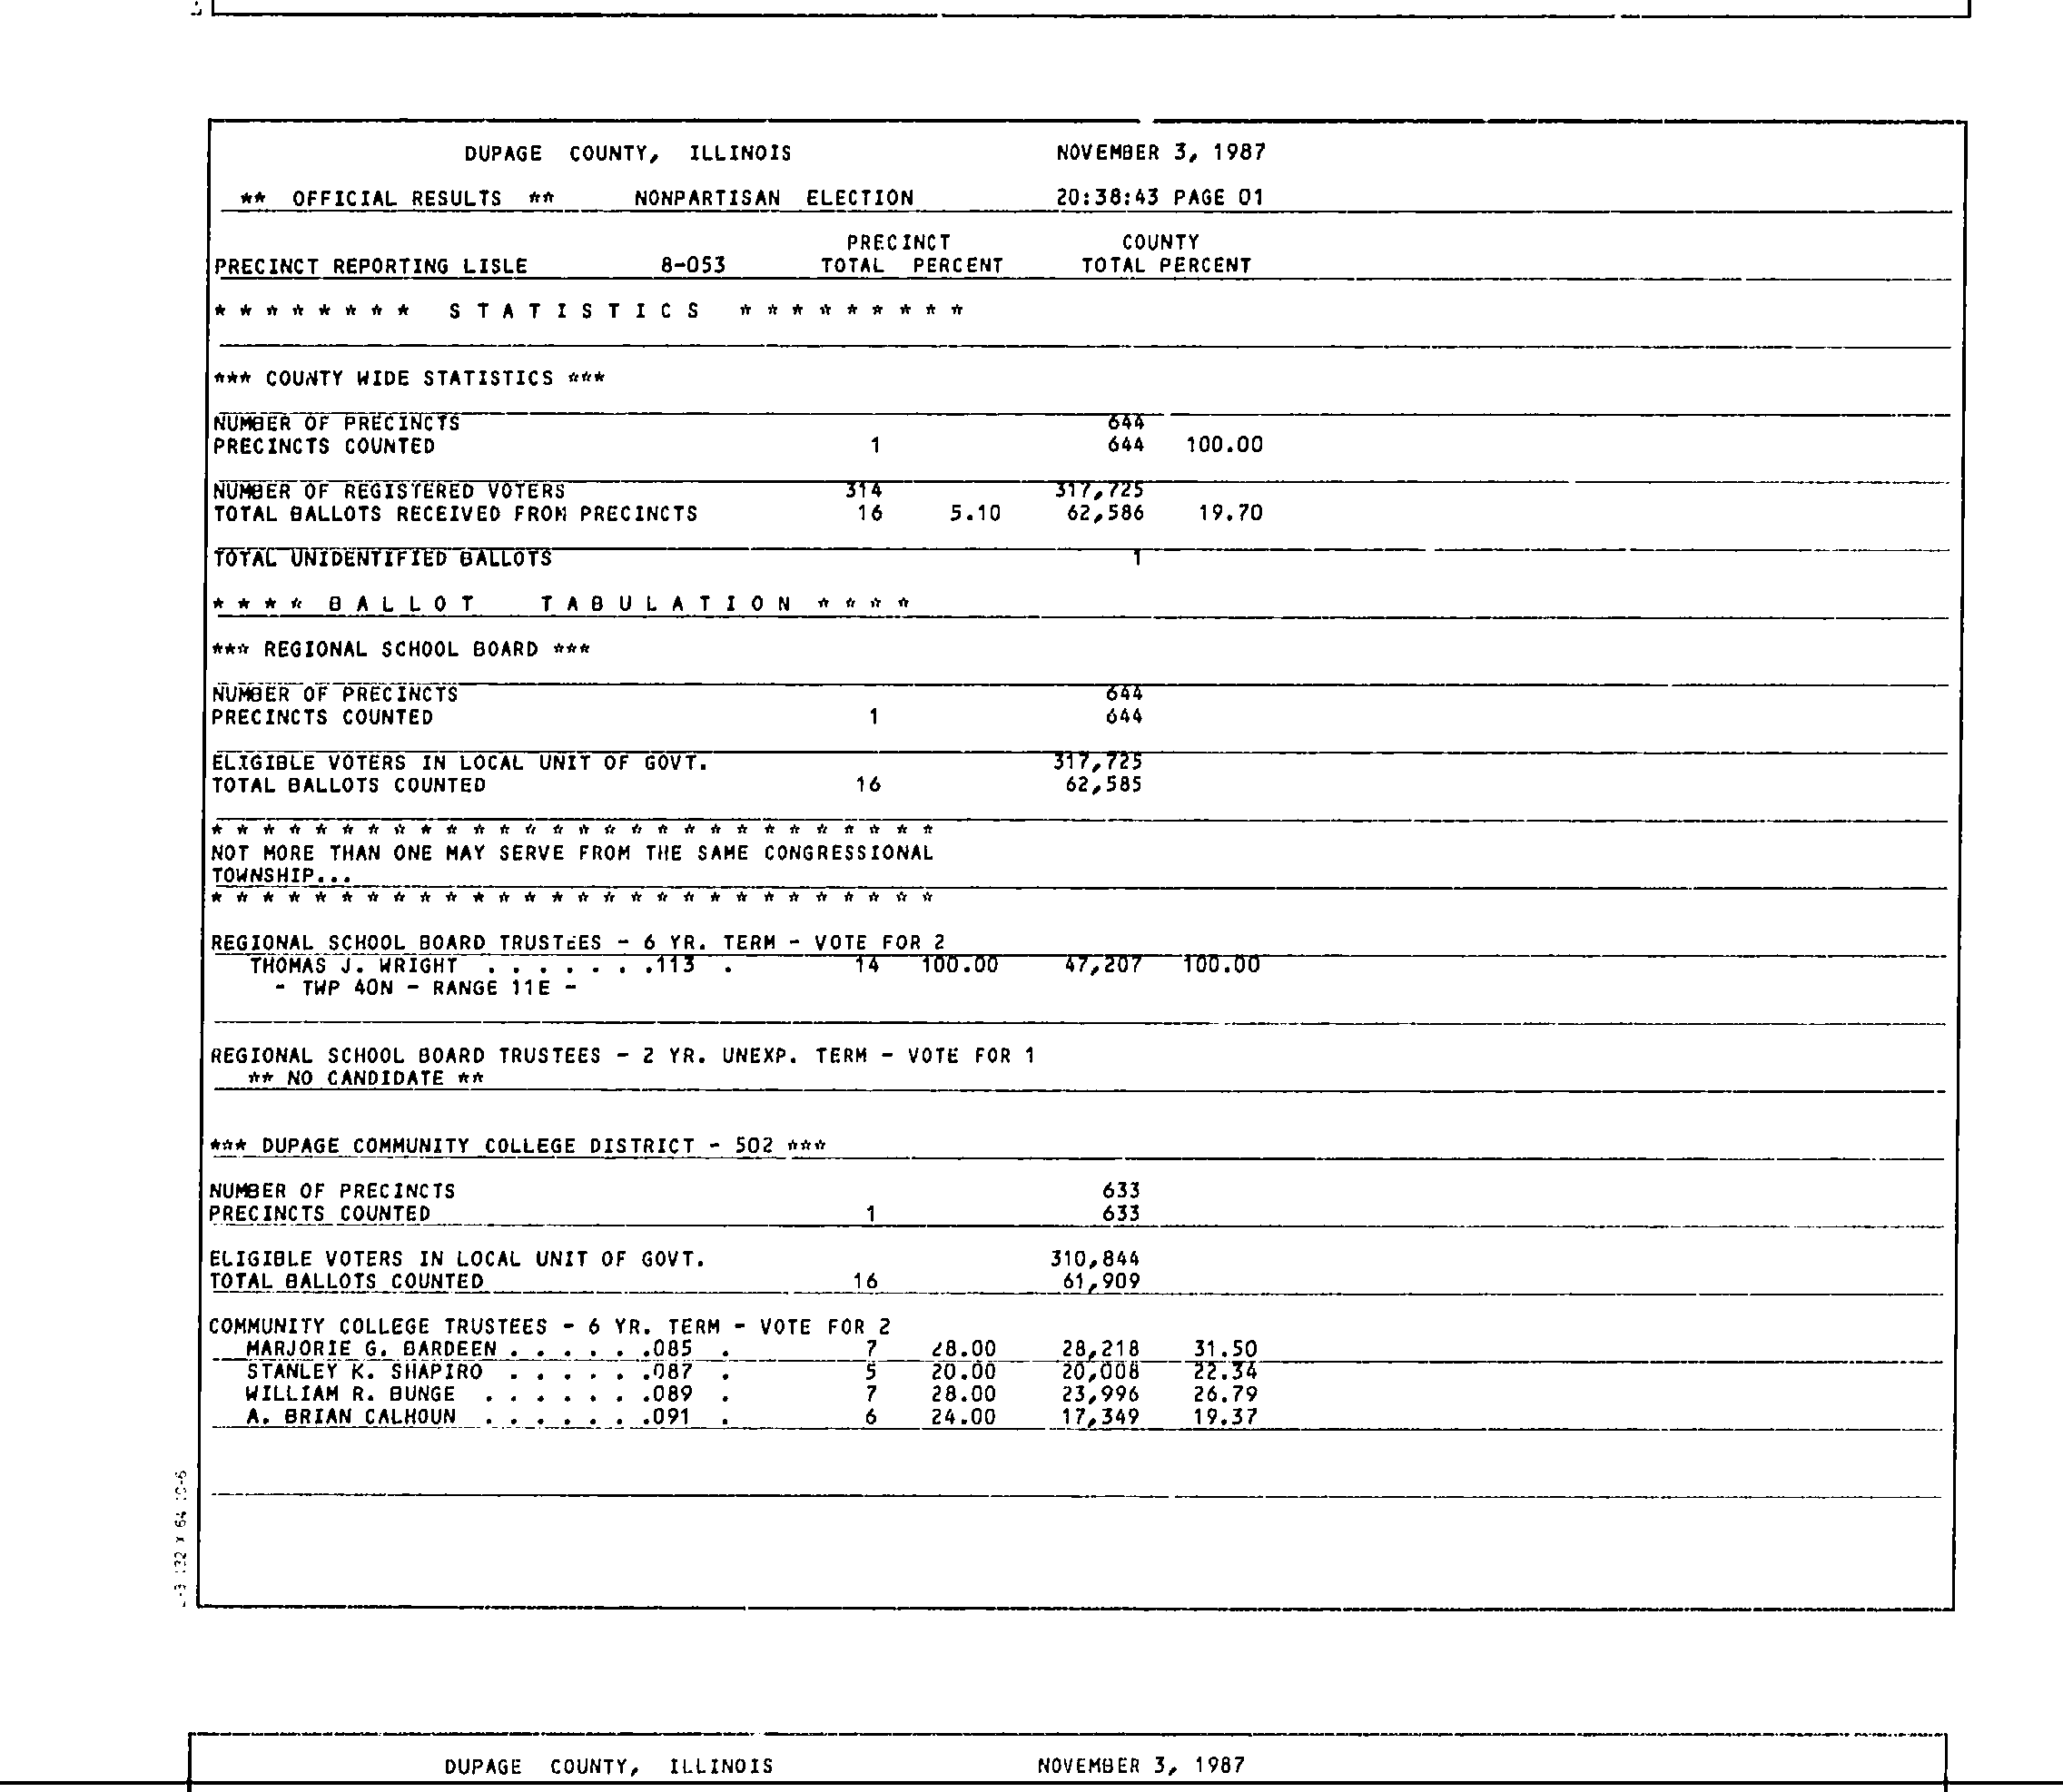 DUPAGE COUNTY, ILLINOIS NOVEMBER 3, 1987
** OFFICIAL RESULTS ** NONPARTISAN ELECTION 20:38:43 PAGE 01
PRECINCT COUNTY
PRECINCT REPORTING LISLE 8-053 TOTAL PERCENT TOTAL PERCENT
* * * * * * * * S T A T I S T I C S * * * * * * * * *
*** COUNTY WIDE STATISTICS ***
NUMBER OF PRECINCTS 644
PRECINCTS COUNTED 1 644 100.00
NUMBER OF REGISTERED VOTERS 314 317,725
TOTAL BALLOTS RECEIVED FROM PRECINCTS 16 5.10 62,586 19.70
TOTAL UNIDENTIFIED BALLOTS 1
* * * * B A L L O T T A B U L A T I O N * * * *
*** REGIONAL SCHOOL BOARD ***
NUMBER OF PRECINCTS 644
PRECINCTS COUNTED 1 644
ELIGIBLE VOTERS IN LOCAL UNIT OF GOVT. 317,725
TOTAL BALLOTS COUNTED 16 62,585
* * * * * * * * * * * * * * * * * * * * * * * * * * * *
NOT MORE THAN ONE MAY SERVE FROM THE SAME CONGRESSIONAL
TOWNSHIP...
* * * * * * * * * * * * * * * * * * * * * * * * * * * *
REGIONAL SCHOOL BOARD TRUSTEES - 6 YR. TERM - VOTE FOR 2
THOMAS J. WRIGHT . . . . . . .113 . 14 100.00 47,207 100.00
- TWP 40N - RANGE 11E -
REGIONAL SCHOOL BOARD TRUSTEES - 2 YR. UNEXP. TERM - VOTE FOR 1
** NO CANDIDATE **
*** DUPAGE COMMUNITY COLLEGE DISTRICT - 502 ***
NUMBER OF PRECINCTS 633
PRECINCTS COUNTED 1 633
ELIGIBLE VOTERS IN LOCAL UNIT OF GOVT. 310,844
TOTAL BALLOTS COUNTED 16 61,909
COMMUNITY COLLEGE TRUSTEES - 6 YR. TERM - VOTE FOR 2
MARJORIE G. BARDEEN . . . . . .085 . 7 28.00 28,218 31.50
STANLEY K. SHAPIRO . . . . . .087 . 5 20.00 20,008 22.34
WILLIAM R. BUNGE . . . . . . .089 . 7 28.00 23,996 26.79
A. BRIAN CALHOUN . . . . . . .091 . 6 24.00 17,349 19.37
DUPAGE COUNTY, ILLINOIS NOVEMBER 3, 1987